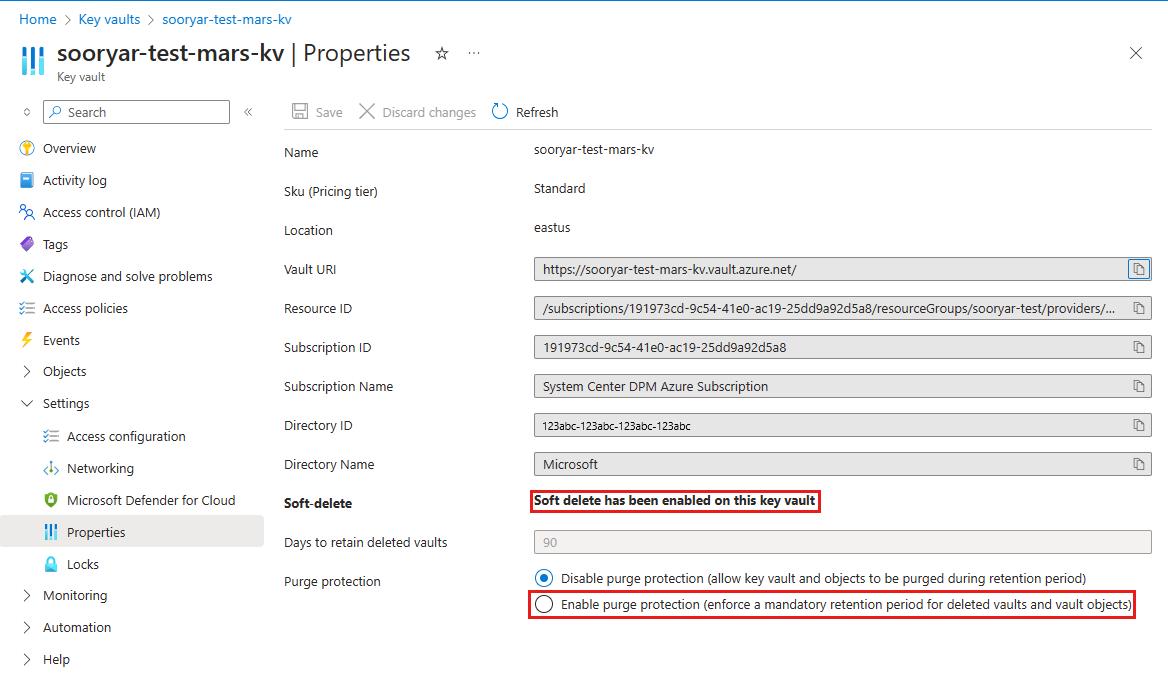 Home > Key vaults > sooryar-test-mars-kv
sooryar-test-mars-kv | Properties ☆ ...
Key vault
Search «
Save Discard changes Refresh
Overview
Activity log
Access control (IAM)
Tags
Diagnose and solve problems
Access policies
Events
Objects
Settings
Access configuration
Networking
Microsoft Defender for Cloud
Properties
Locks
Monitoring
Automation
Help
Name sooryar-test-mars-kv
Sku (Pricing tier) Standard
Location eastus
Vault URI https://sooryar-test-mars-kv.vault.azure.net/
Resource ID /subscriptions/191973cd-9c54-41e0-ac19-25dd9a92d5a8/resourceGroups/sooryar-test/providers/...
Subscription ID 191973cd-9c54-41e0-ac19-25dd9a92d5a8
Subscription Name System Center DPM Azure Subscription
Directory ID 123abc-123abc-123abc-123abc
Directory Name Microsoft
Soft-delete Soft delete has been enabled on this key vault
Days to retain deleted vaults 90
Purge protection Disable purge protection (allow key vault and objects to be purged during retention period)
Enable purge protection (enforce a mandatory retention period for deleted vaults and vault objects)